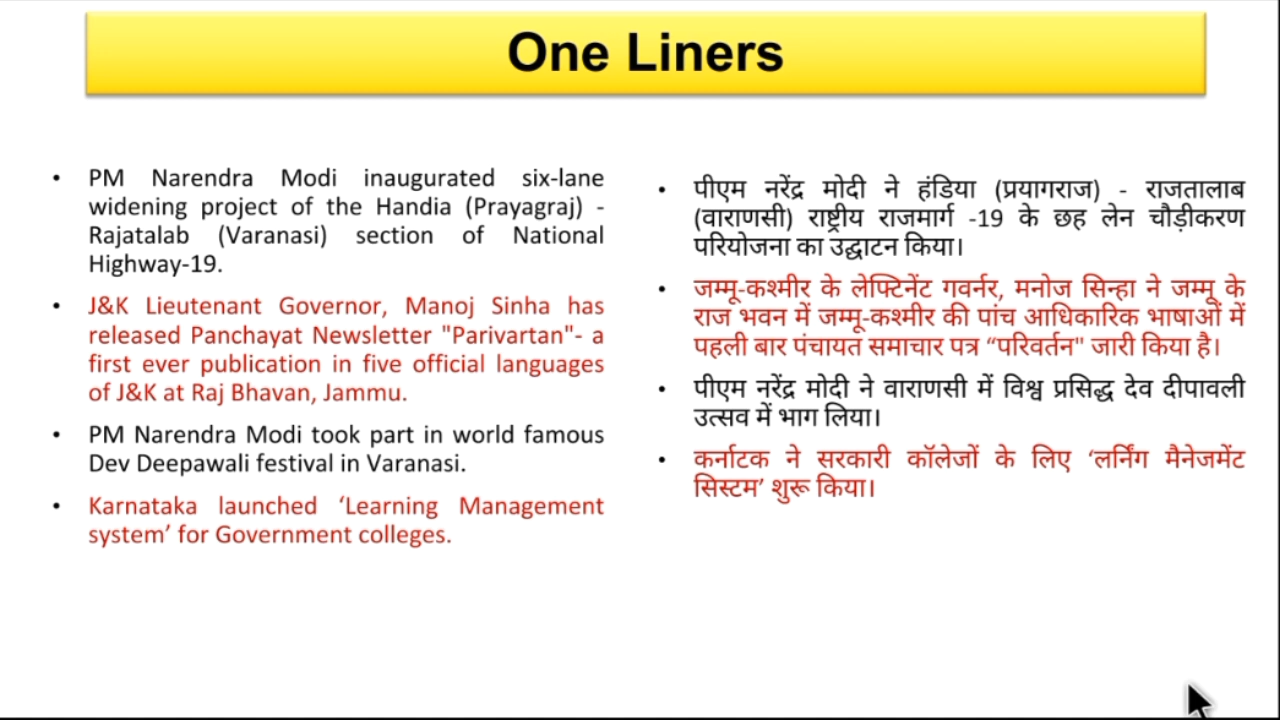 One Liners
• PM Narendra Modi inaugurated six-lane
widening project of the Handia (Prayagraj) -
Rajatalab (Varanasi) section of National
Highway-19.
• J&K Lieutenant Governor, Manoj Sinha has
released Panchayat Newsletter "Parivartan"- a
first ever publication in five official languages
of J&K at Raj Bhavan, Jammu.
• PM Narendra Modi took part in world famous
Dev Deepawali festival in Varanasi.
• Karnataka launched ‘Learning Management
system’ for Government colleges.
• पीएम नरेंद्र मोदी ने हंडिया (प्रयागराज) - राजतालाब
(वाराणसी) राष्ट्रीय राजमार्ग -19 के छह लेन चौड़ीकरण
परियोजना का उद्घाटन किया।
• जम्मू-कश्मीर के लेफ्टिनेंट गवर्नर, मनोज सिन्हा ने जम्मू के
राज भवन में जम्मू-कश्मीर की पांच आधिकारिक भाषाओं में
पहली बार पंचायत समाचार पत्र “परिवर्तन" जारी किया है।
• पीएम नरेंद्र मोदी ने वाराणसी में विश्व प्रसिद्ध देव दीपावली
उत्सव में भाग लिया।
• कर्नाटक ने सरकारी कॉलेजों के लिए ‘लर्निंग मैनेजमेंट
सिस्टम’ शुरू किया।